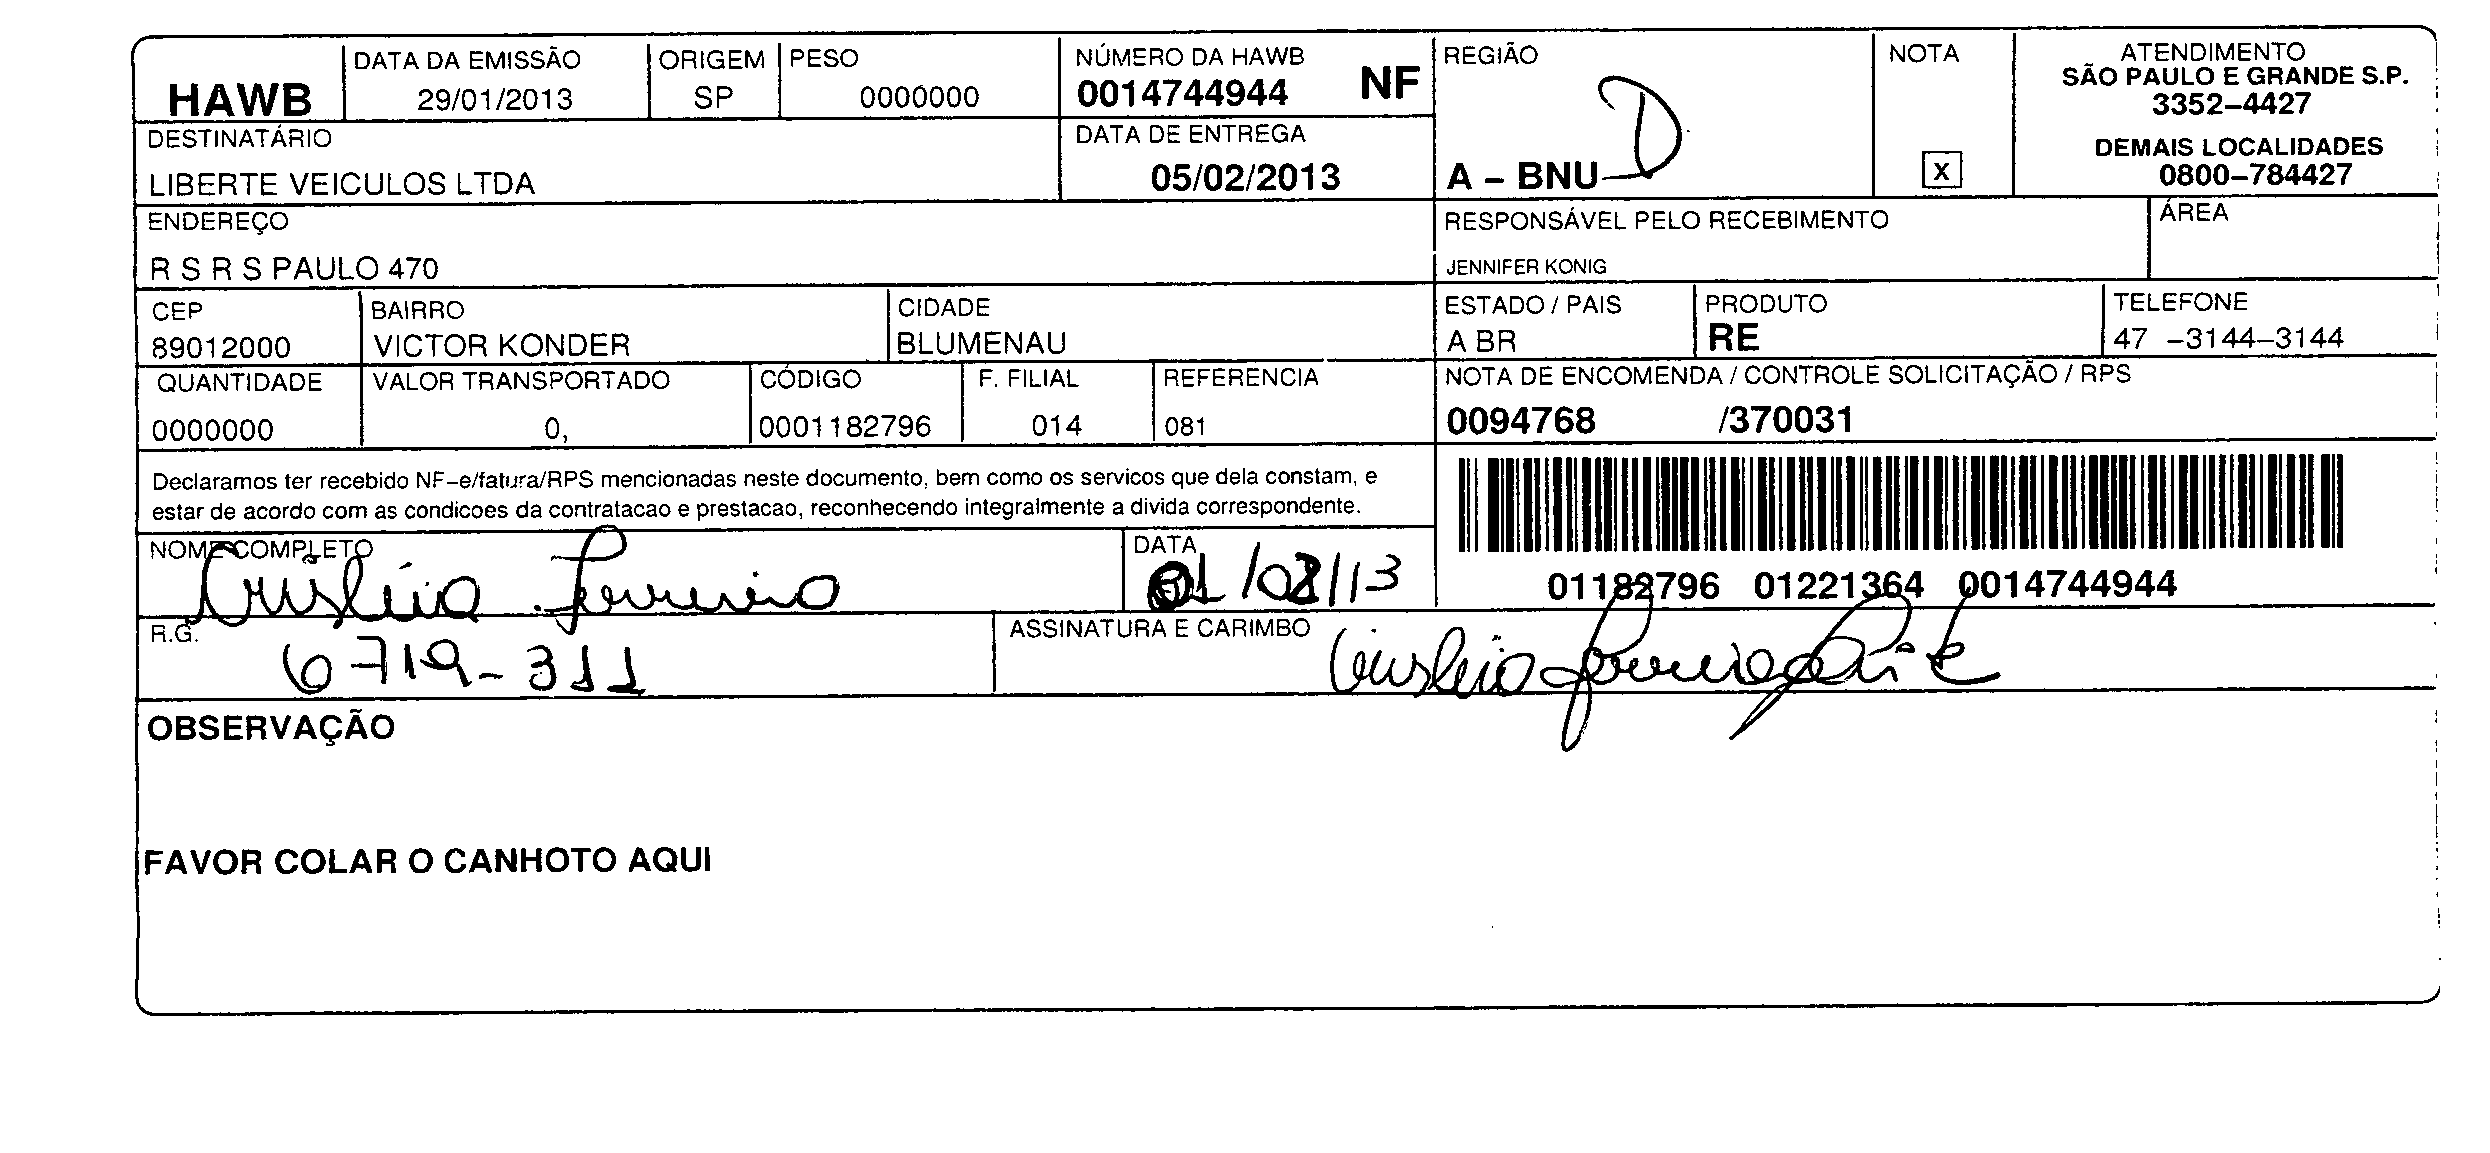 HAWB
DATA DA EMISSÃO
29/01/2013
ORIGEM
SP
PESO
0000000
NÚMERO DA HAWB
0014744944 NF
DESTINATÁRIO
LIBERTE VEICULOS LTDA
DATA DE ENTREGA
05/02/2013
REGIÃO
D
A – BNU
NOTA
X
ATENDIMENTO
SÃO PAULO E GRANDE S.P.
3352–4427
DEMAIS LOCALIDADES
0800–784427
ENDEREÇO
R S R S PAULO 470
RESPONSÁVEL PELO RECEBIMENTO
JENNIFER KONIG
ÁREA
CEP
89012000
BAIRRO
VICTOR KONDER
CIDADE
BLUMENAU
ESTADO / PAIS
A BR
PRODUTO
RE
TELEFONE
47 –3144–3144
QUANTIDADE
0000000
VALOR TRANSPORTADO
0,
CÓDIGO
0001182796
F. FILIAL
014
REFERENCIA
081
NOTA DE ENCOMENDA / CONTROLE SOLICITAÇÃO / RPS
0094768 /370031
Declaramos ter recebido NF–e/fatura/RPS mencionadas neste documento, bem como os servicos que dela constam, e
estar de acordo com as condicoes da contratacao e prestacao, reconhecendo integralmente a divida correspondente.
01182796 01221364 0014744944
NOME COMPLETO
Ferreira
DATA
01/02/13
R.G.
6719-311
ASSINATURA E CARIMBO
OBSERVAÇÃO
FAVOR COLAR O CANHOTO AQUI